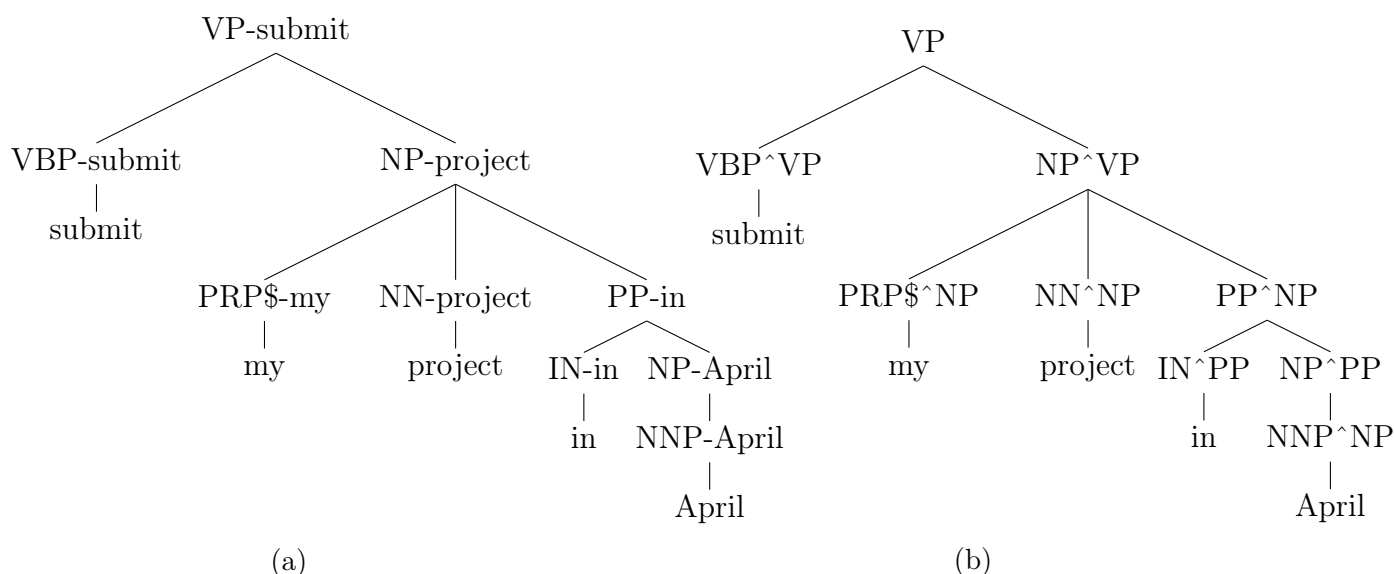 VP-submit
VP
VBP-submit NP-project VBP^VP NP^VP
submit submit
PRP$-my NN-project PP-in PRP$^NP NN^NP PP^NP
my project IN-in NP-April my project IN^PP NP^PP
in NNP-April in NNP^NP
April April
(a) (b)